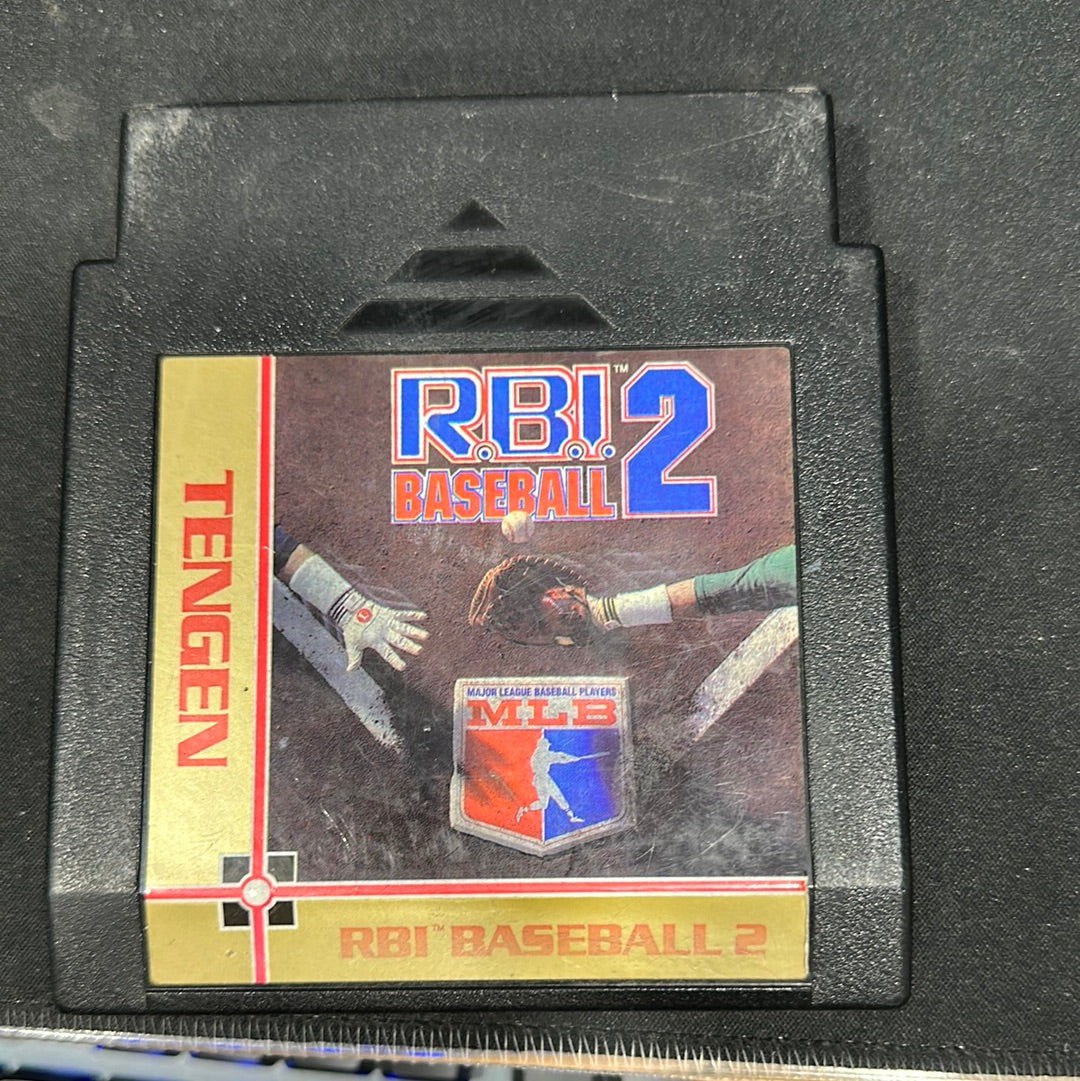 R.B.I.™ 2
BASEBALL
TENGEN
MAJOR LEAGUE BASEBALL PLAYERS
MLB
RBI™ BASEBALL 2